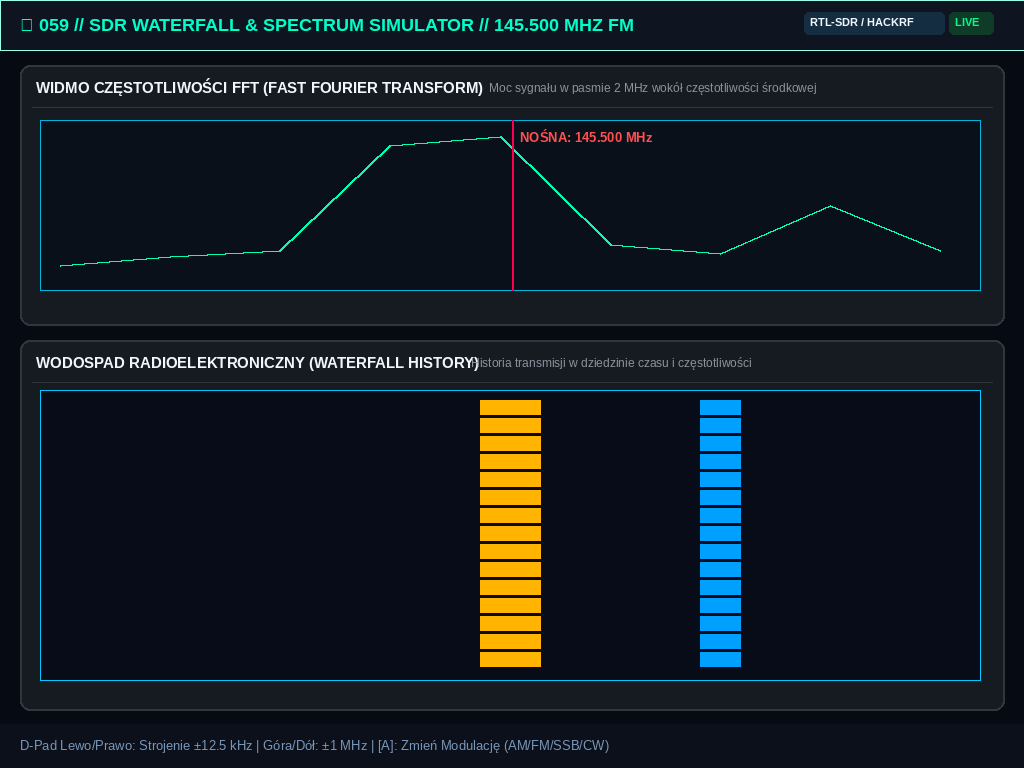 059 // SDR WATERFALL & SPECTRUM SIMULATOR // 145.500 MHZ FM
RTL-SDR / HACKRF
LIVE
WIDMO CZĘSTOTLIWOŚCI FFT (FAST FOURIER TRANSFORM) Moc sygnału w pasmie 2 MHz wokół częstotliwości środkowej
NOŚNA: 145.500 MHz
WODOSPAD RADIOELEKTRONICZNY (WATERFALL HISTORY) Historia transmisji w dziedzinie czasu i częstotliwości
D-Pad Lewo/Prawo: Strojenie ±12.5 kHz | Góra/Dół: ±1 MHz | [A]: Zmień Modulację (AM/FM/SSB/CW)